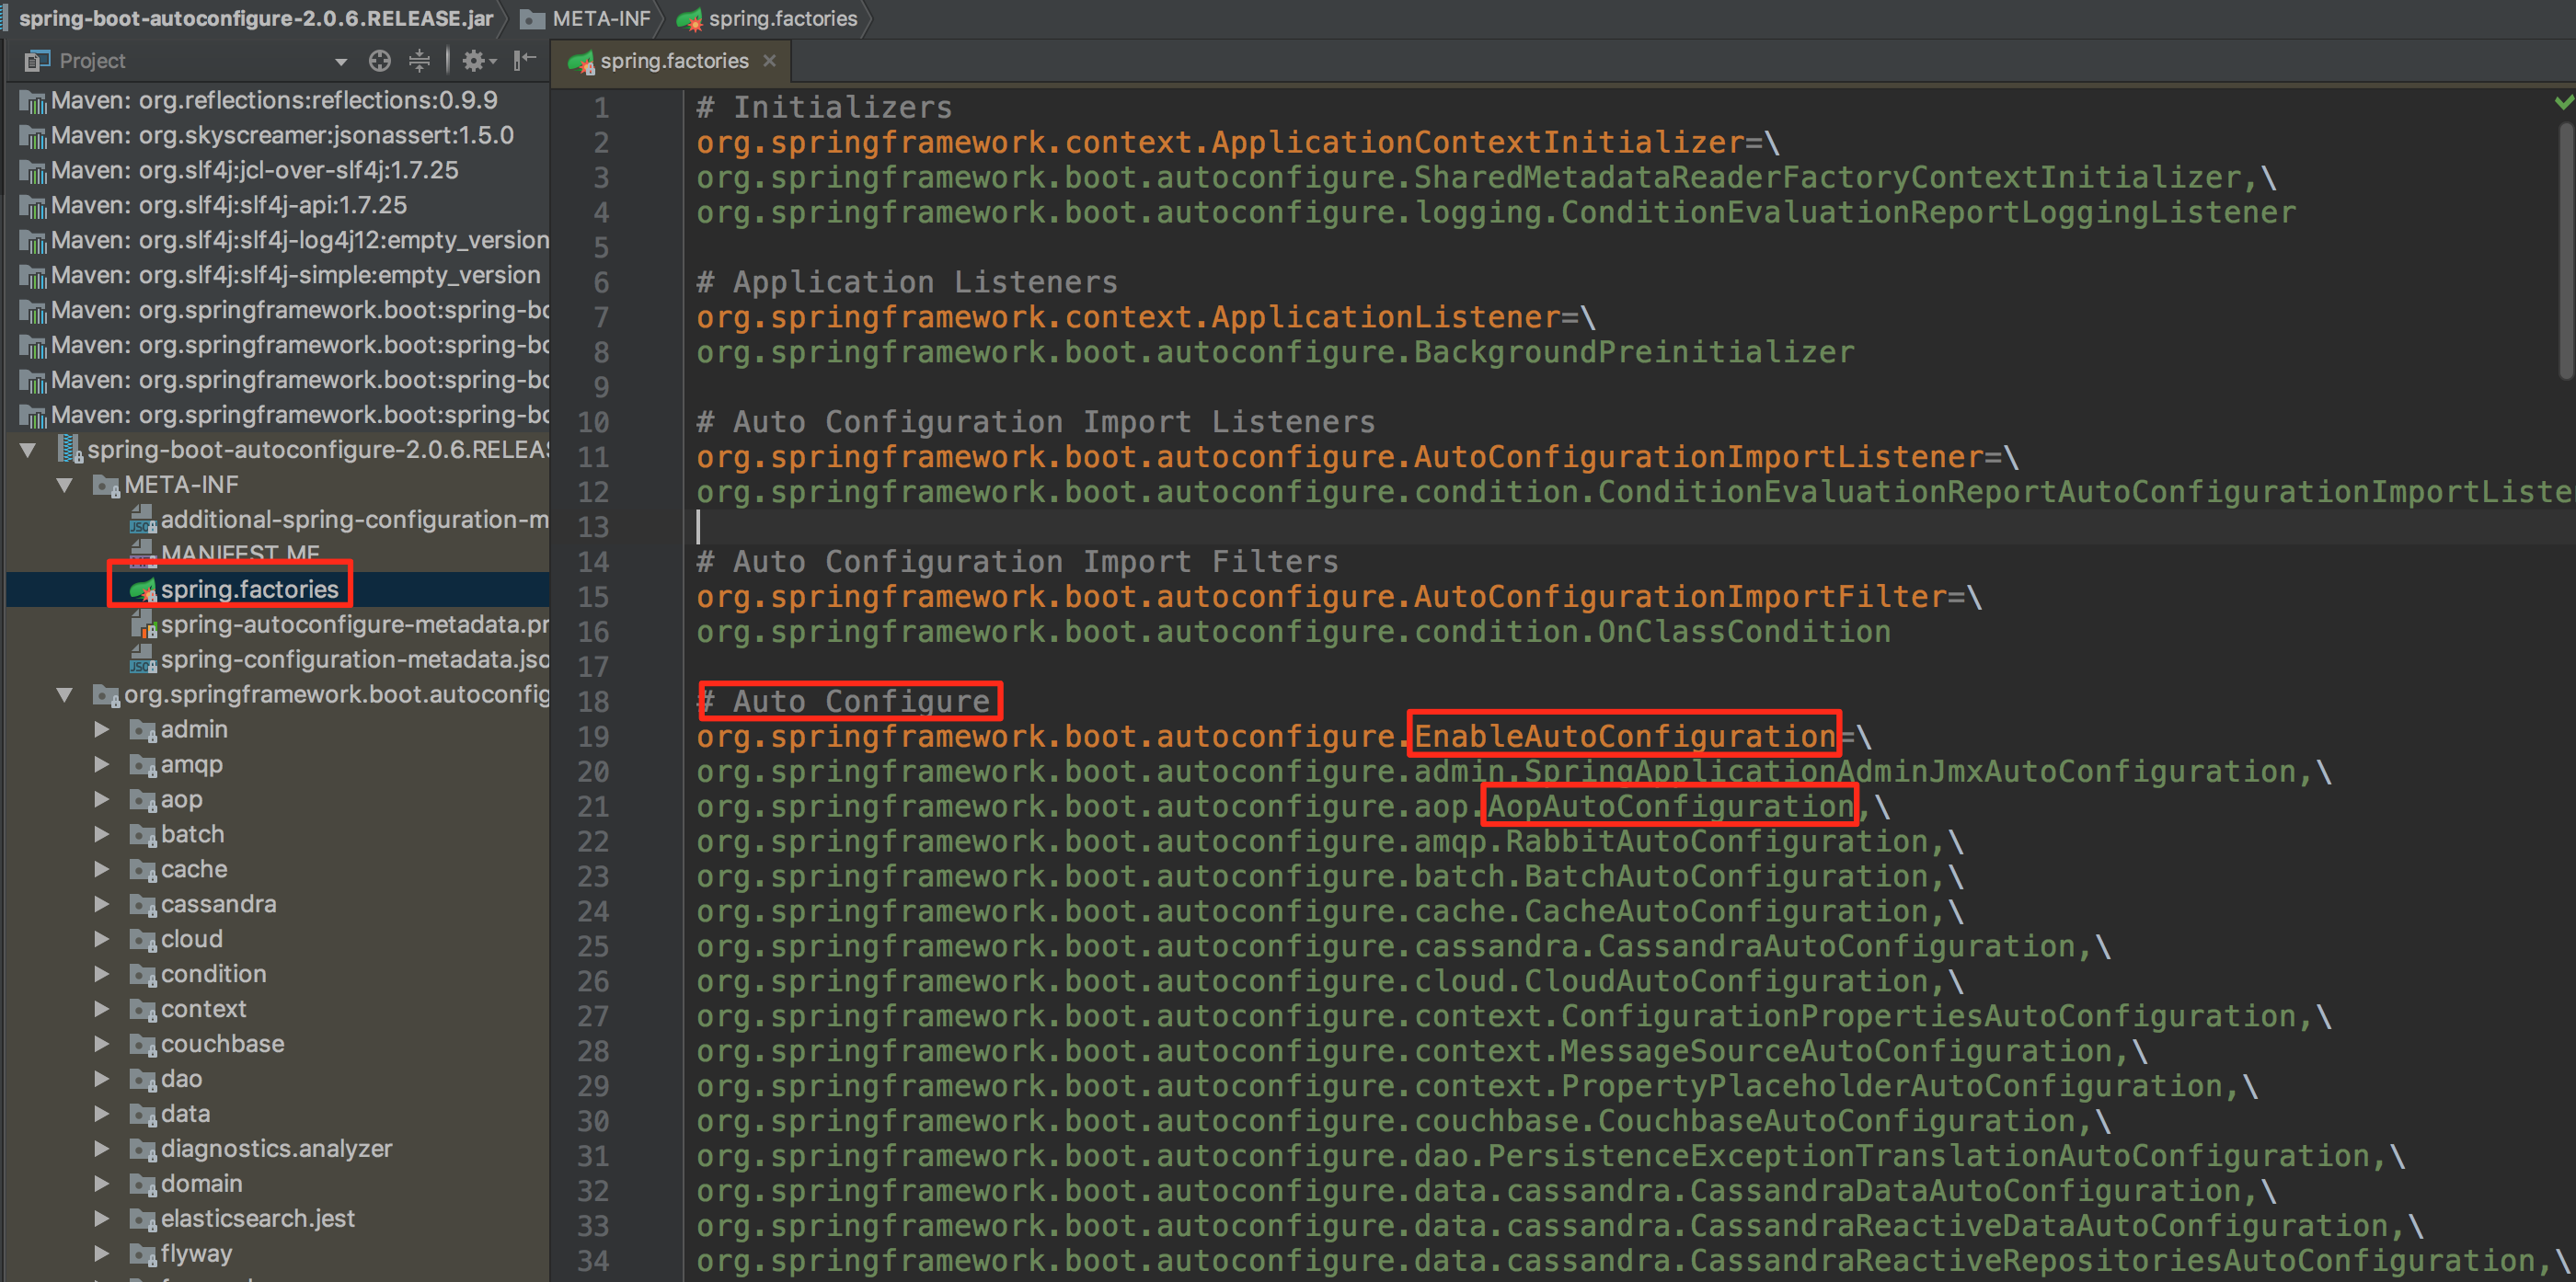 spring-boot-autoconfigure-2.0.6.RELEASE.jar META-INF spring.factories
Project
spring.factories
Maven: org.reflections:reflections:0.9.9
Maven: org.skyscreamer:jsonassert:1.5.0
Maven: org.slf4j:jcl-over-slf4j:1.7.25
Maven: org.slf4j:slf4j-api:1.7.25
Maven: org.slf4j:slf4j-log4j12:empty_version
Maven: org.slf4j:slf4j-simple:empty_version
Maven: org.springframework.boot:spring-bo
Maven: org.springframework.boot:spring-bo
Maven: org.springframework.boot:spring-bo
Maven: org.springframework.boot:spring-bo
spring-boot-autoconfigure-2.0.6.RELEAS
META-INF
additional-spring-configuration-m
MANIFEST.MF
spring.factories
spring-autoconfigure-metadata.pr
spring-configuration-metadata.jso
org.springframework.boot.autoconfig
admin
amqp
aop
batch
cache
cassandra
cloud
condition
context
couchbase
dao
data
diagnostics.analyzer
domain
elasticsearch.jest
flyway
1 # Initializers
2 org.springframework.context.ApplicationContextInitializer=\
3 org.springframework.boot.autoconfigure.SharedMetadataReaderFactoryContextInitializer,\
4 org.springframework.boot.autoconfigure.logging.ConditionEvaluationReportLoggingListener
5
6 # Application Listeners
7 org.springframework.context.ApplicationListener=\
8 org.springframework.boot.autoconfigure.BackgroundPreinitializer
9
10 # Auto Configuration Import Listeners
11 org.springframework.boot.autoconfigure.AutoConfigurationImportListener=\
12 org.springframework.boot.autoconfigure.condition.ConditionEvaluationReportAutoConfigurationImportListe
13
14 # Auto Configuration Import Filters
15 org.springframework.boot.autoconfigure.AutoConfigurationImportFilter=\
16 org.springframework.boot.autoconfigure.condition.OnClassCondition
17
18 # Auto Configure
19 org.springframework.boot.autoconfigure.EnableAutoConfiguration=\
20 org.springframework.boot.autoconfigure.admin.SpringApplicationAdminJmxAutoConfiguration,\
21 org.springframework.boot.autoconfigure.aop.AopAutoConfiguration,\
22 org.springframework.boot.autoconfigure.amqp.RabbitAutoConfiguration,\
23 org.springframework.boot.autoconfigure.batch.BatchAutoConfiguration,\
24 org.springframework.boot.autoconfigure.cache.CacheAutoConfiguration,\
25 org.springframework.boot.autoconfigure.cassandra.CassandraAutoConfiguration,\
26 org.springframework.boot.autoconfigure.cloud.CloudAutoConfiguration,\
27 org.springframework.boot.autoconfigure.context.ConfigurationPropertiesAutoConfiguration,\
28 org.springframework.boot.autoconfigure.context.MessageSourceAutoConfiguration,\
29 org.springframework.boot.autoconfigure.context.PropertyPlaceholderAutoConfiguration,\
30 org.springframework.boot.autoconfigure.couchbase.CouchbaseAutoConfiguration,\
31 org.springframework.boot.autoconfigure.dao.PersistenceExceptionTranslationAutoConfiguration,\
32 org.springframework.boot.autoconfigure.data.cassandra.CassandraDataAutoConfiguration,\
33 org.springframework.boot.autoconfigure.data.cassandra.CassandraReactiveDataAutoConfiguration,\
34 org.springframework.boot.autoconfigure.data.cassandra.CassandraReactiveRepositoriesAutoConfiguration,\